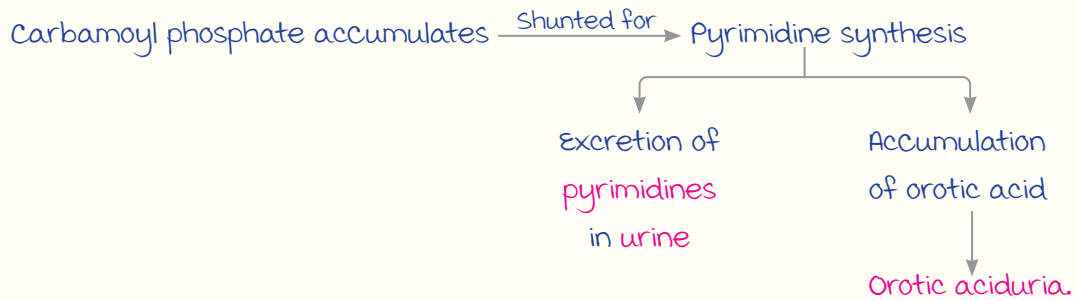 Carbamoyl phosphate accumulates Shunted for Pyrimidine synthesis
Excretion of
pyrimidines
in urine
Accumulation
of orotic acid
Orotic aciduria.